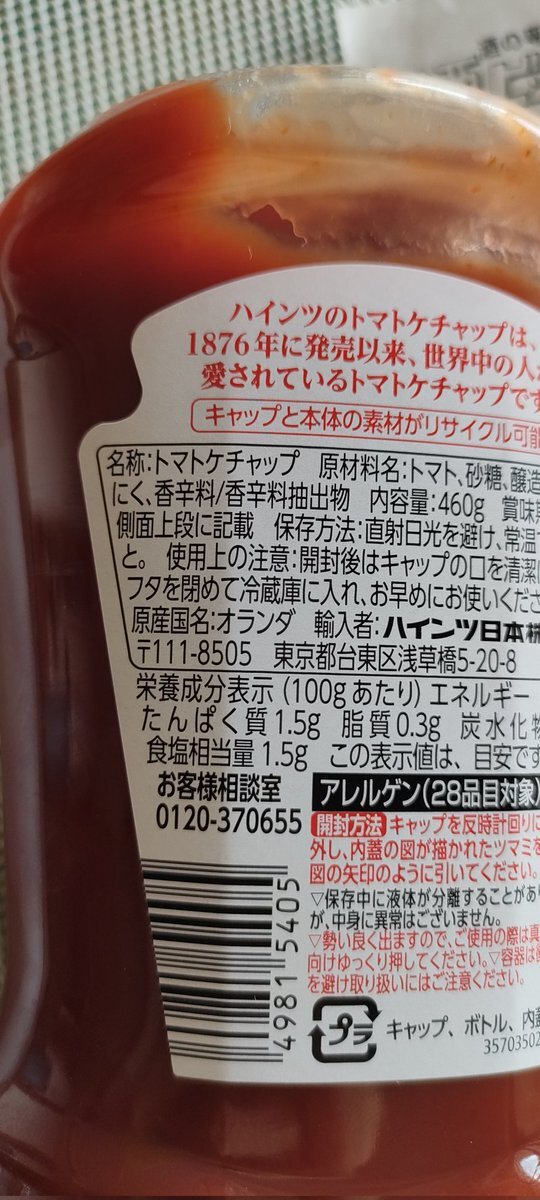 ハインツのトマトケチャップは、
1876年に発売以来、世界中の人
愛されているトマトケチャップです
キャップと本体の素材がリサイクル可能
名称:トマトケチャップ 原材料名:トマト、砂糖、醸造
にく、香辛料/香辛料抽出物 内容量:460g 賞味
側面上段に記載 保存方法:直射日光を避け、常温
と。 使用上の注意:開封後はキャップの口を清潔
フタを閉めて冷蔵庫に入れ、お早めにお使いくださ
原産国名:オランダ 輸入者:ハインツ日本株
〒111-8505 東京都台東区浅草橋5-20-8
栄養成分表示 (100gあたり) エネルギー
たんぱく質 1.5g 脂質 0.3g 炭水化物
食塩相当量 1.5g この表示値は、目安です
お客様相談室
0120-370655
アレルゲン(28品目対象)
開封方法 キャップを反時計回りに
外し、内蓋の図が描かれたツマミを
図の矢印のように引いてください。
▽保存中に液体が分離することがあり
が、中身に異常はございません。
▽勢い良く出ますので、ご使用の際は真
向けゆっくり押してください。▽容器は
を避け取り扱いにはご注意ください。
4981 5405
プラ
キャップ、ボトル、内蓋
35703502